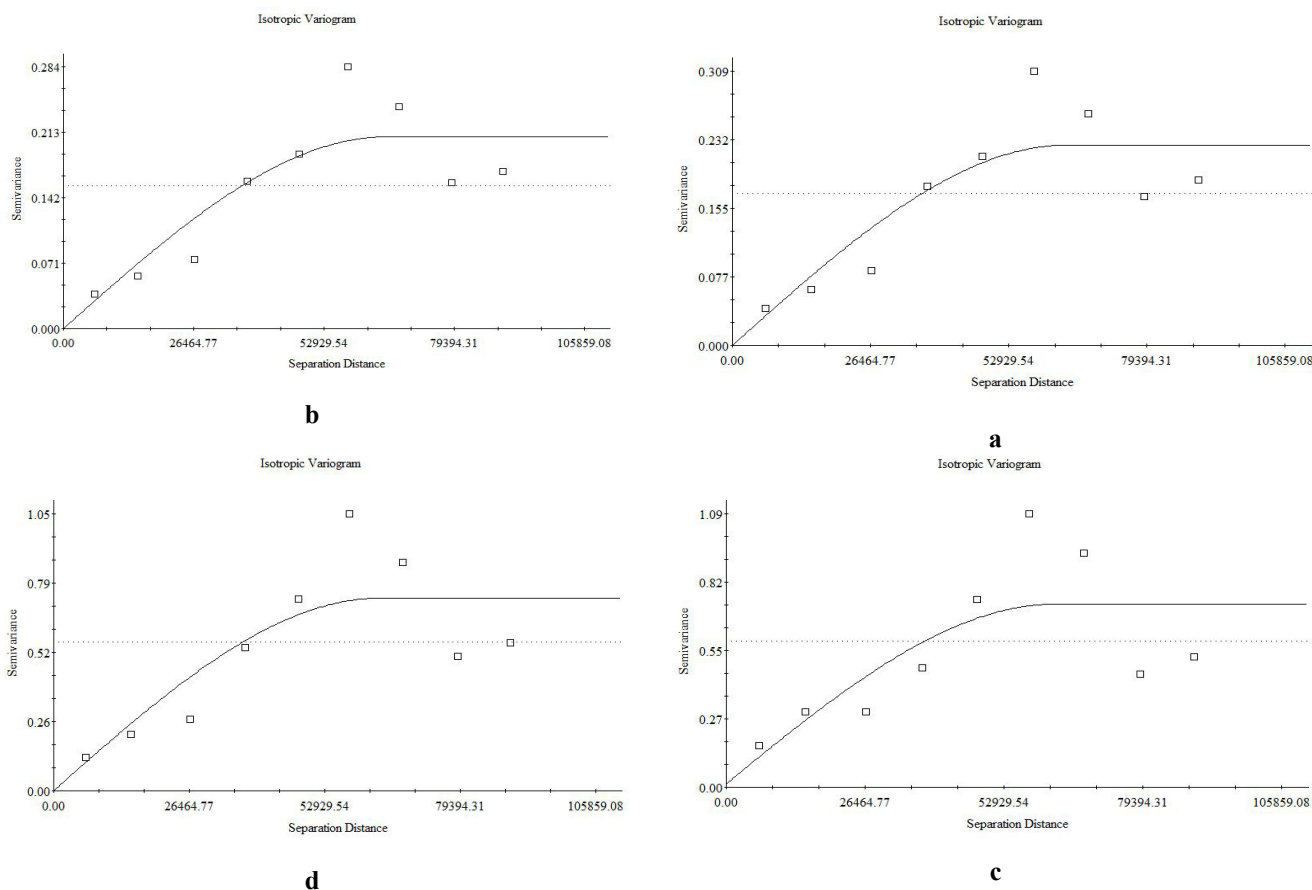 Isotropic Variogram
0.284
0.213
0.142
0.071
0.000
Semivariance
0.00 26464.77 52929.54 79394.31 105859.08
Separation Distance
b
Isotropic Variogram
0.309
0.232
0.155
0.077
0.000
Semivariance
0.00 26464.77 52929.54 79394.31 105859.08
Separation Distance
a
Isotropic Variogram
1.05
0.79
0.52
0.26
0.00
Semivariance
0.00 26464.77 52929.54 79394.31 105859.08
Separation Distance
d
Isotropic Variogram
1.09
0.82
0.55
0.27
0.00
Semivariance
0.00 26464.77 52929.54 79394.31 105859.08
Separation Distance
c